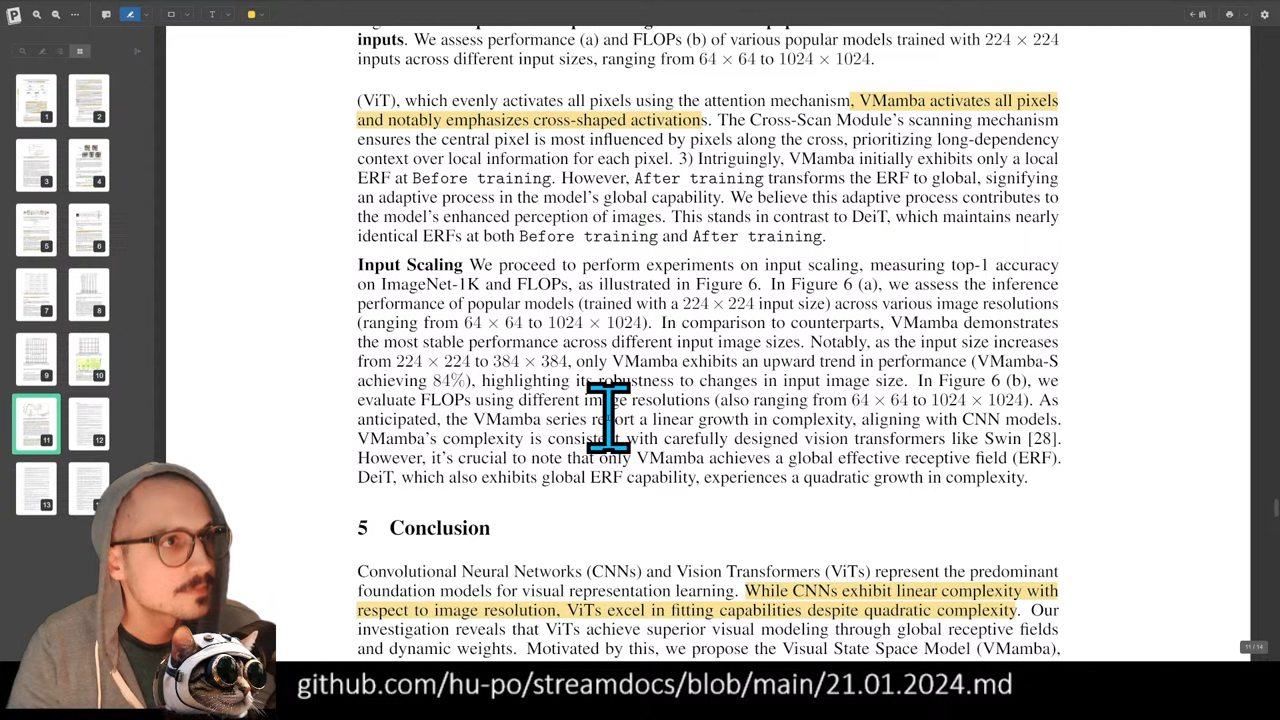 inputs. We assess performance (a) and FLOPs (b) of various popular models trained with 224 × 224
inputs across different input sizes, ranging from 64 × 64 to 1024 × 1024.
(ViT), which evenly activates all pixels using the attention mechanism, VMamba activates all pixels
and notably emphasizes cross-shaped activations. The Cross-Scan Module's scanning mechanism
ensures the central pixel is most influenced by pixels along the cross, prioritizing long-dependency
context over local information for each pixel. 3) Intriguingly, VMamba initially exhibits only a local
ERF at Before training. However, After training transforms the ERF to global, signifying
an adaptive process in the model's global capability. We believe this adaptive process contributes to
the model's enhanced perception of images. This stands in contrast to DeiT, which maintains nearly
identical ERFs at both Before training and After training.
Input Scaling We proceed to perform experiments on input scaling, measuring top-1 accuracy
on ImageNet-1K and FLOPs, as illustrated in Figure 6. In Figure 6 (a), we assess the inference
performance of popular models (trained with a 224 × 224 input size) across various image resolutions
(ranging from 64 × 64 to 1024 × 1024). In comparison to counterparts, VMamba demonstrates
the most stable performance across different input image sizes. Notably, as the input size increases
from 224 × 224 to 384 × 384, only VMamba exhibits an upward trend in performance (VMamba-S
achieving 84%), highlighting its robustness to changes in input image size. In Figure 6 (b), we
evaluate FLOPs using different image resolutions (also ranging from 64 × 64 to 1024 × 1024). As
anticipated, the VMamba series report a linear growth in complexity, aligning with CNN models.
VMamba's complexity is consistent with carefully designed vision transformers like Swin [28].
However, it's crucial to note that only VMamba achieves a global effective receptive field (ERF).
DeiT, which also exhibits global ERF capability, experiences a quadratic growth in complexity.
5 Conclusion
Convolutional Neural Networks (CNNs) and Vision Transformers (ViTs) represent the predominant
foundation models for visual representation learning. While CNNs exhibit linear complexity with
respect to image resolution, ViTs excel in fitting capabilities despite quadratic complexity. Our
investigation reveals that ViTs achieve superior visual modeling through global receptive fields
and dynamic weights. Motivated by this, we propose the Visual State Space Model (VMamba),
1
2
3
4
5
6
7
8
9
10
11
12
13
11 / 14
github.com/hu-po/streamdocs/blob/main/21.01.2024.md